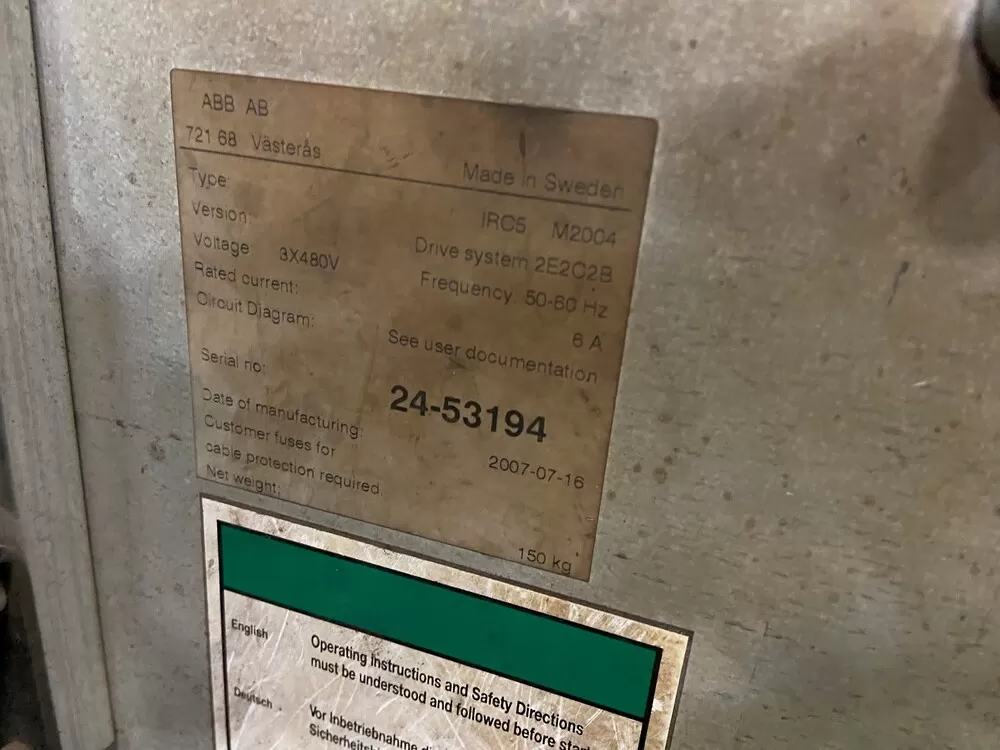 ABB AB
721 68 Västerås
Made in Sweden
Type: IRC5 M2004
Version: Drive system 2E2C2B
Voltage 3X480V Frequency. 50-60 Hz
Rated current: 6 A
Circuit Diagram: See user documentation
Serial no: 24-53194
Date of manufacturing: 2007-07-16
Customer fuses for
cable protection required.
Net weight: 150 kg
English
Operating Instructions and Safety Directions
must be understood and followed before
Deutsch
Vor Inbetriebnahme